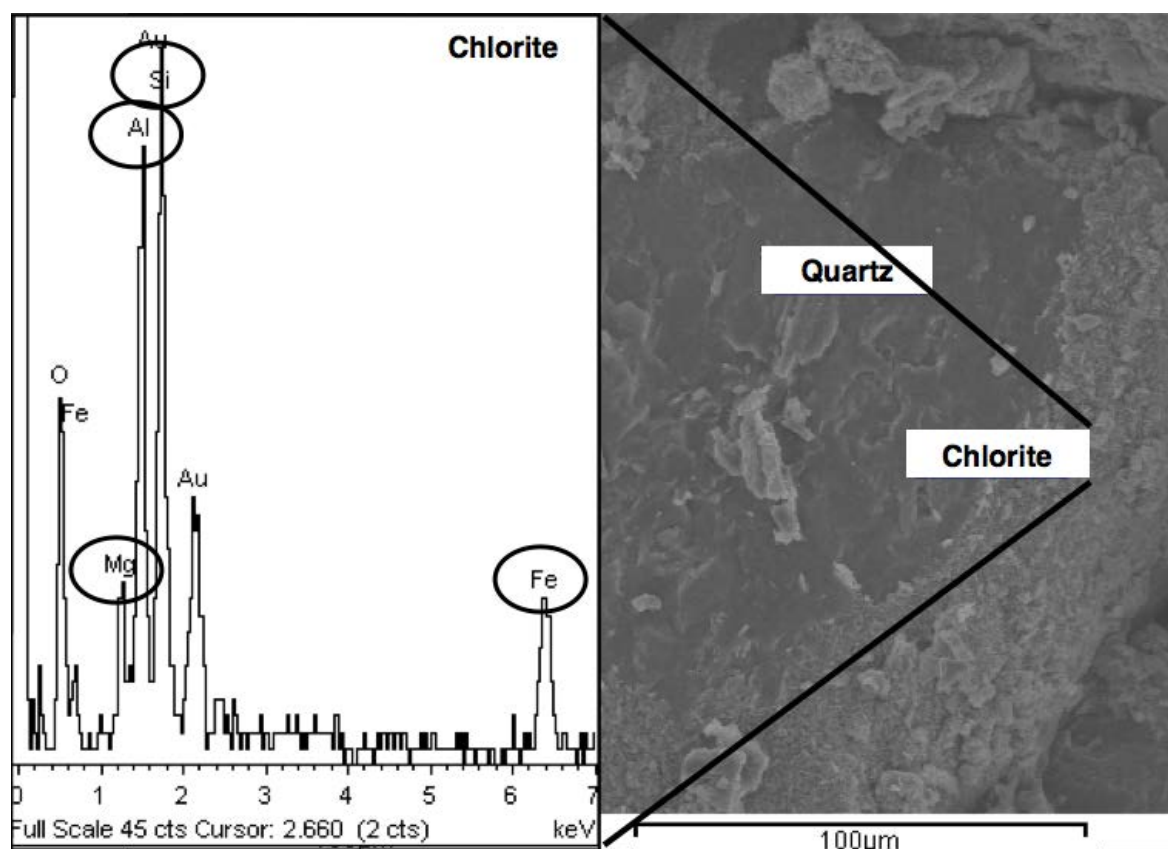 Chlorite
Au
Si
Al
O
Fe
Au
Mg
Fe
0 1 2 3 4 5 6 7
Full Scale 45 cts Cursor: 2.660 (2 cts) keV
Quartz
Chlorite
100µm